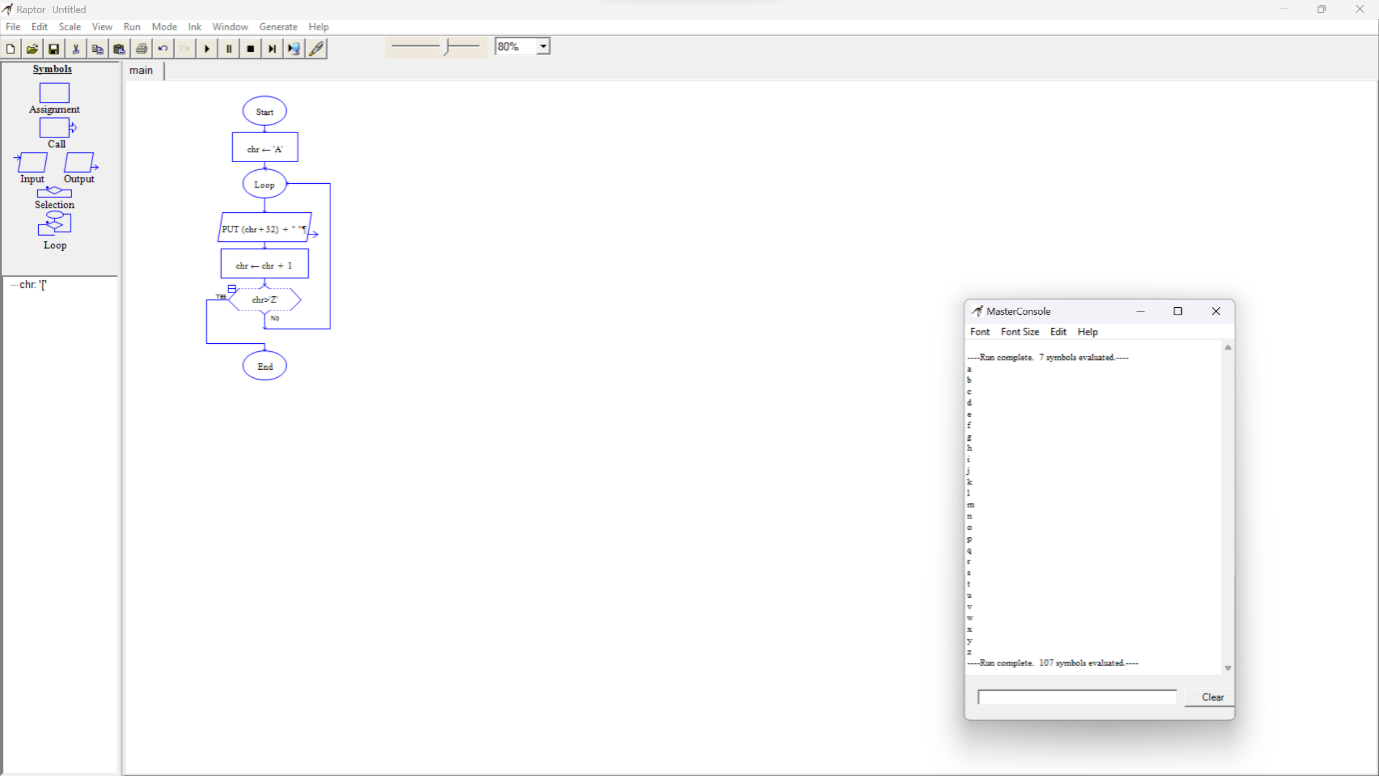 Raptor - Untitled
File Edit Scale View Run Mode Ink Window Generate Help
80%
Symbols
Assignment
Call
Input Output
Selection
Loop
chr: '['
main
Start
chr ← 'A'
Loop
PUT (chr+32) + " "¶
chr ← chr + 1
Yes
chr>'Z'
No
End
MasterConsole
Font Font Size Edit Help
----Run complete. 7 symbols evaluated.----
a
b
c
d
e
f
g
h
i
j
k
l
m
n
o
p
q
r
s
t
u
v
w
x
y
z
----Run complete. 107 symbols evaluated.----
Clear